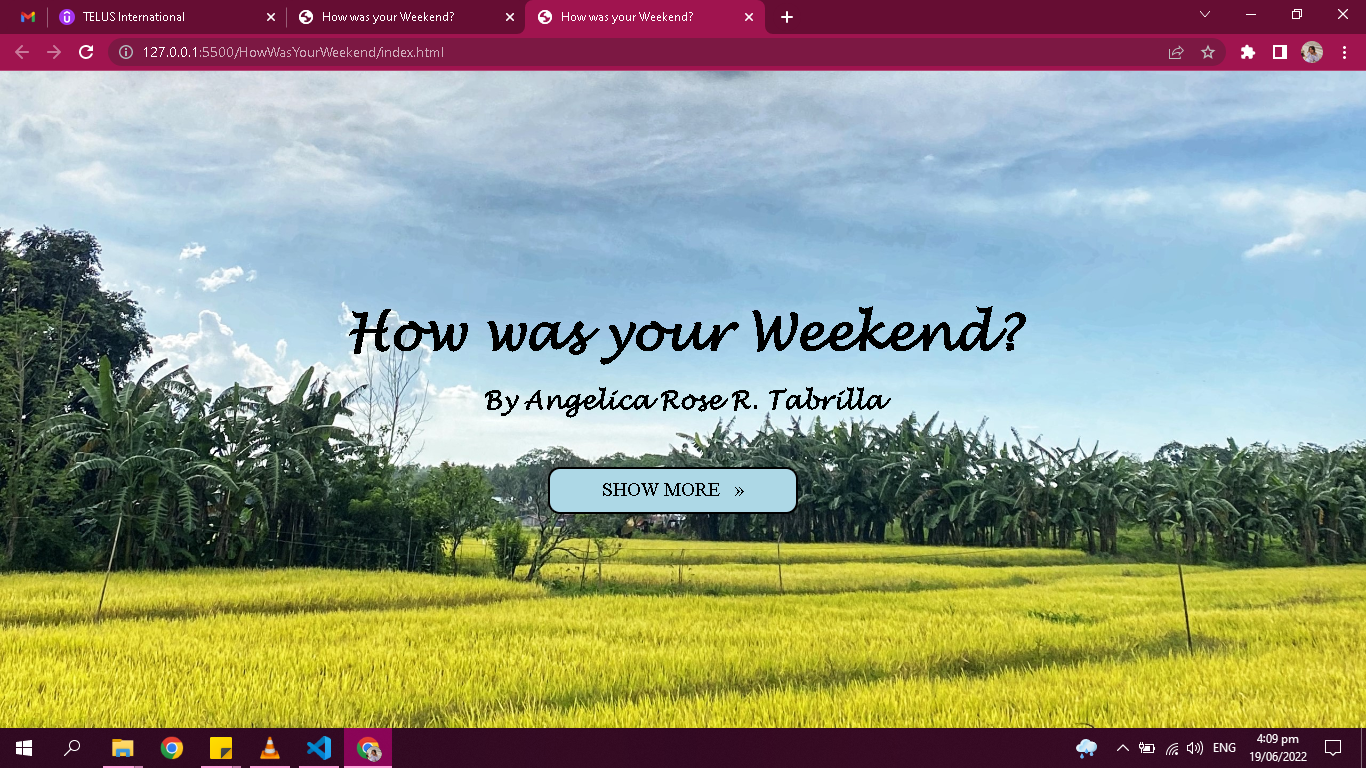 TELUS International
How was your Weekend?
How was your Weekend?
127.0.0.1:5500/HowWasYourWeekend/index.html
How was your Weekend?
By Angelica Rose R. Tabrilla
SHOW MORE »
ENG
4:09 pm
19/06/2022